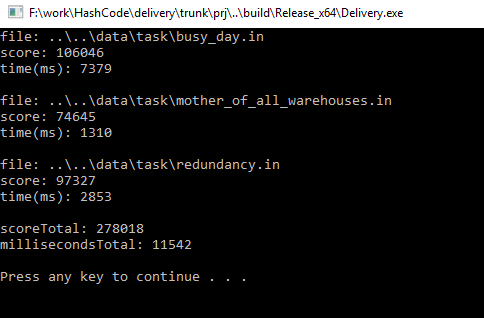 F:\work\HashCode\delivery\trunk\prj\..\build\Release_x64\Delivery.exe
file: ..\..\data\task\busy_day.in
score: 106046
time(ms): 7379
file: ..\..\data\task\mother_of_all_warehouses.in
score: 74645
time(ms): 1310
file: ..\..\data\task\redundancy.in
score: 97327
time(ms): 2853
scoreTotal: 278018
millisecondsTotal: 11542
Press any key to continue . . .